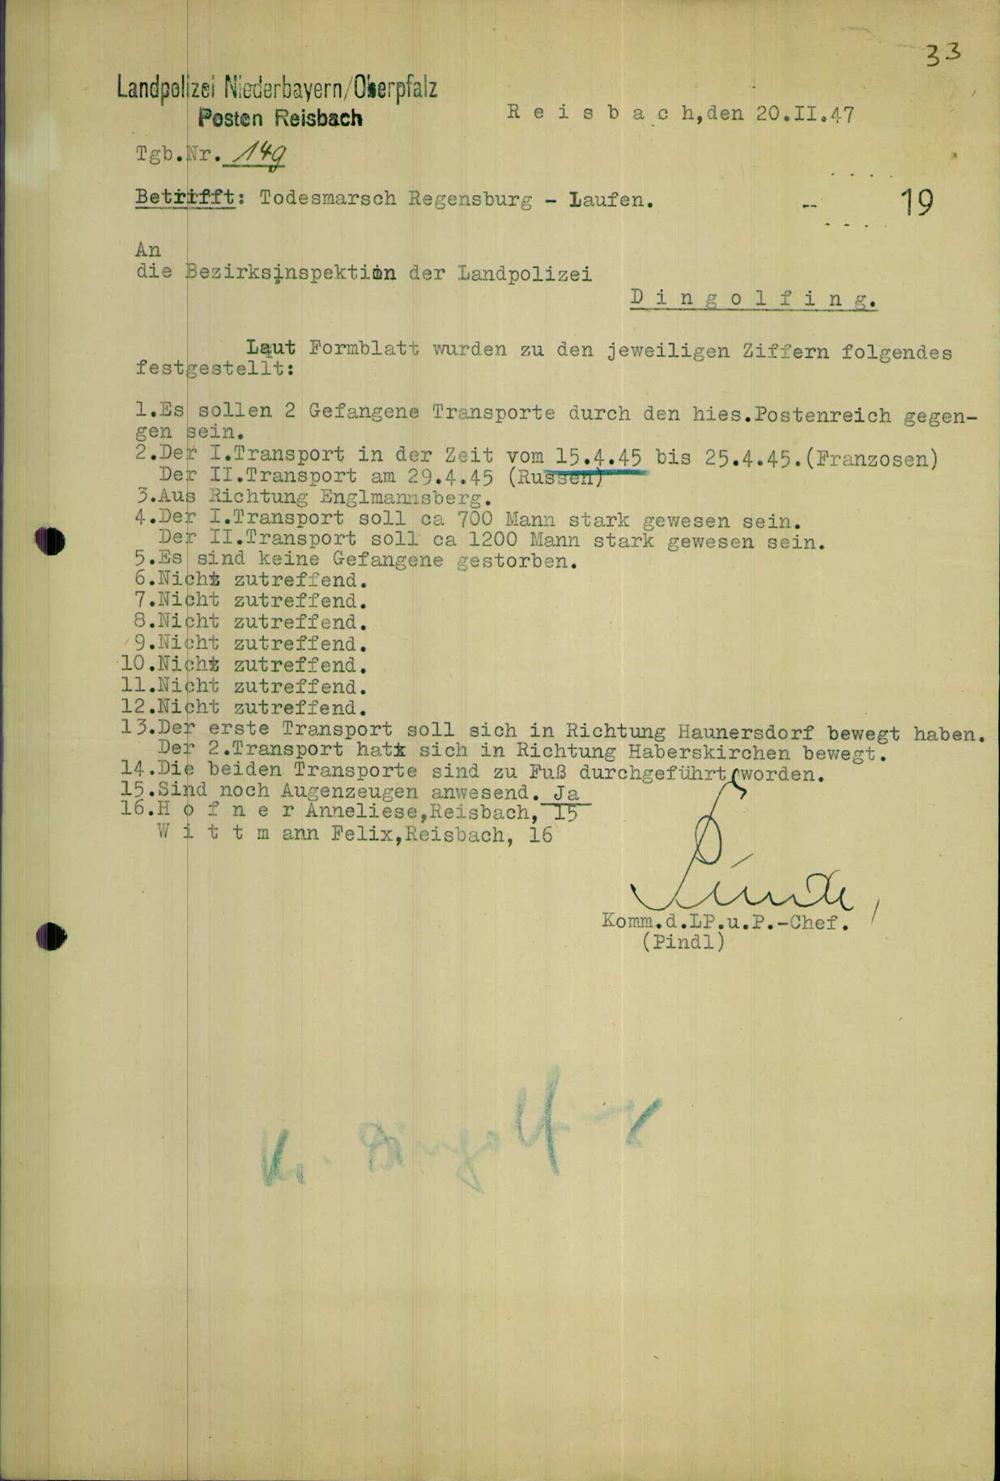 33
Landpolizei Niederbayern/Oberpfalz
Posten Reisbach
R e i s b a c h,den 20.II.47
Tgb.Nr. 149
Betrifft: Todesmarsch Regensburg - Laufen.
19
An
die Bezirksinspektion der Landpolizei
D i n g o l f i n g.
Laut Formblatt wurden zu den jeweiligen Ziffern folgendes
festgestellt:
1.Es sollen 2 Gefangene Transporte durch den hies.Postenreich gegen-
gen sein.
2.Der I.Transport in der Zeit vom 15.4.45 bis 25.4.45.(Franzosen)
Der II.Transport am 29.4.45 (Russen)
3.Aus Richtung Englmannsberg.
4.Der I.Transport soll ca 700 Mann stark gewesen sein.
Der II.Transport soll ca 1200 Mann stark gewesen sein.
5.Es sind keine Gefangene gestorben.
6.Nicht zutreffend.
7.Nicht zutreffend.
8.Nicht zutreffend.
9.Nicht zutreffend.
10.Nicht zutreffend.
11.Nicht zutreffend.
12.Nicht zutreffend.
13.Der erste Transport soll sich in Richtung Haunersdorf bewegt haben.
Der 2.Transport hat sich in Richtung Haberskirchen bewegt.
14.Die beiden Transporte sind zu Fuß durchgeführt worden.
15.Sind noch Augenzeugen anwesend. Ja
16.H o f n e r Anneliese,Reisbach, 15
W i t t m ann Felix,Reisbach, 16
Komm.d.LP.u.P.-Chef.
(Pindl)
Kr. Dingolfing